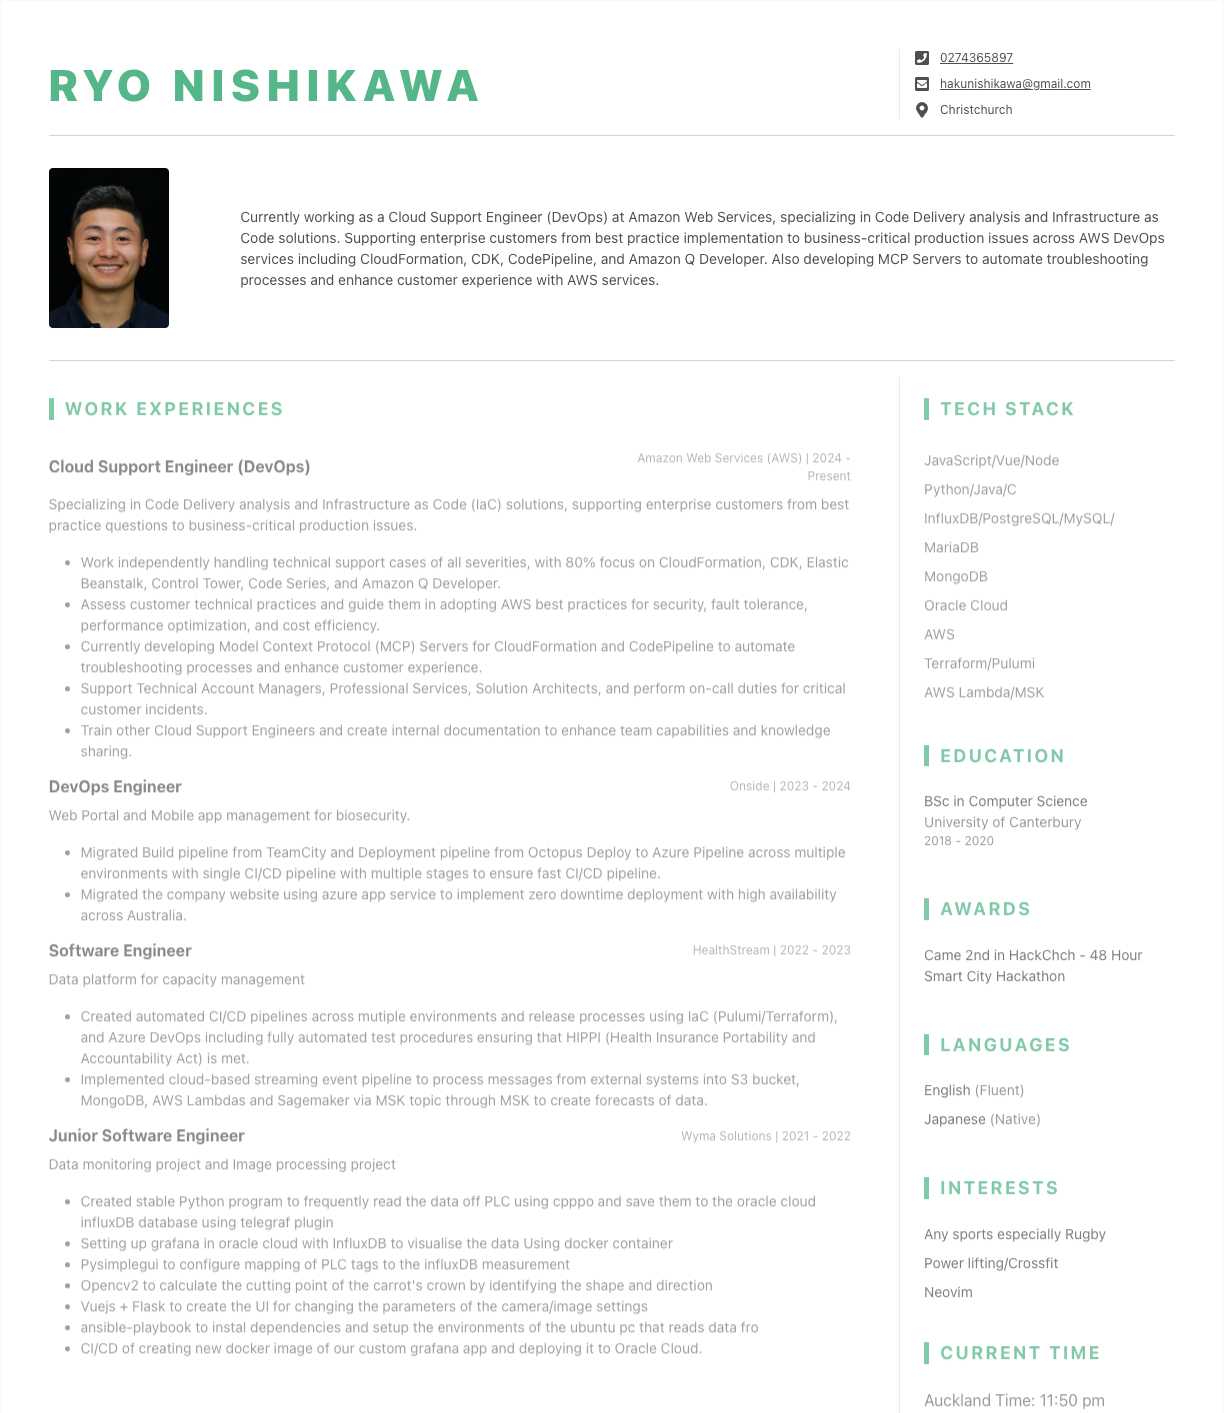 RYO NISHIKAWA
0274365897
hakunishikawa@gmail.com
Christchurch
Currently working as a Cloud Support Engineer (DevOps) at Amazon Web Services, specializing in Code Delivery analysis and Infrastructure as
Code solutions. Supporting enterprise customers from best practice implementation to business-critical production issues across AWS DevOps
services including CloudFormation, CDK, CodePipeline, and Amazon Q Developer. Also developing MCP Servers to automate troubleshooting
processes and enhance customer experience with AWS services.
WORK EXPERIENCES
Cloud Support Engineer (DevOps)
Amazon Web Services (AWS) | 2024 -
Present
Specializing in Code Delivery analysis and Infrastructure as Code (IaC) solutions, supporting enterprise customers from best
practice questions to business-critical production issues.
• Work independently handling technical support cases of all severities, with 80% focus on CloudFormation, CDK, Elastic
Beanstalk, Control Tower, Code Series, and Amazon Q Developer.
• Assess customer technical practices and guide them in adopting AWS best practices for security, fault tolerance,
performance optimization, and cost efficiency.
• Currently developing Model Context Protocol (MCP) Servers for CloudFormation and CodePipeline to automate
troubleshooting processes and enhance customer experience.
• Support Technical Account Managers, Professional Services, Solution Architects, and perform on-call duties for critical
customer incidents.
• Train other Cloud Support Engineers and create internal documentation to enhance team capabilities and knowledge
sharing.
DevOps Engineer
Onside | 2023 - 2024
Web Portal and Mobile app management for biosecurity.
• Migrated Build pipeline from TeamCity and Deployment pipeline from Octopus Deploy to Azure Pipeline across multiple
environments with single CI/CD pipeline with multiple stages to ensure fast CI/CD pipeline.
• Migrated the company website using azure app service to implement zero downtime deployment with high availability
across Australia.
Software Engineer
HealthStream | 2022 - 2023
Data platform for capacity management
• Created automated CI/CD pipelines across mutiple environments and release processes using IaC (Pulumi/Terraform),
and Azure DevOps including fully automated test procedures ensuring that HIPPI (Health Insurance Portability and
Accountability Act) is met.
• Implemented cloud-based streaming event pipeline to process messages from external systems into S3 bucket,
MongoDB, AWS Lambdas and Sagemaker via MSK topic through MSK to create forecasts of data.
Junior Software Engineer
Wyma Solutions | 2021 - 2022
Data monitoring project and Image processing project
• Created stable Python program to frequently read the data off PLC using cpppo and save them to the oracle cloud
influxDB database using telegraf plugin
• Setting up grafana in oracle cloud with InfluxDB to visualise the data Using docker container
• Pysimplegui to configure mapping of PLC tags to the influxDB measurement
• Opencv2 to calculate the cutting point of the carrot's crown by identifying the shape and direction
• Vuejs + Flask to create the UI for changing the parameters of the camera/image settings
• ansible-playbook to instal dependencies and setup the environments of the ubuntu pc that reads data fro
• CI/CD of creating new docker image of our custom grafana app and deploying it to Oracle Cloud.
TECH STACK
JavaScript/Vue/Node
Python/Java/C
InfluxDB/PostgreSQL/MySQL/
MariaDB
MongoDB
Oracle Cloud
AWS
Terraform/Pulumi
AWS Lambda/MSK
EDUCATION
BSc in Computer Science
University of Canterbury
2018 - 2020
AWARDS
Came 2nd in HackChch - 48 Hour
Smart City Hackathon
LANGUAGES
English (Fluent)
Japanese (Native)
INTERESTS
Any sports especially Rugby
Power lifting/Crossfit
Neovim
CURRENT TIME
Auckland Time: 11:50 pm